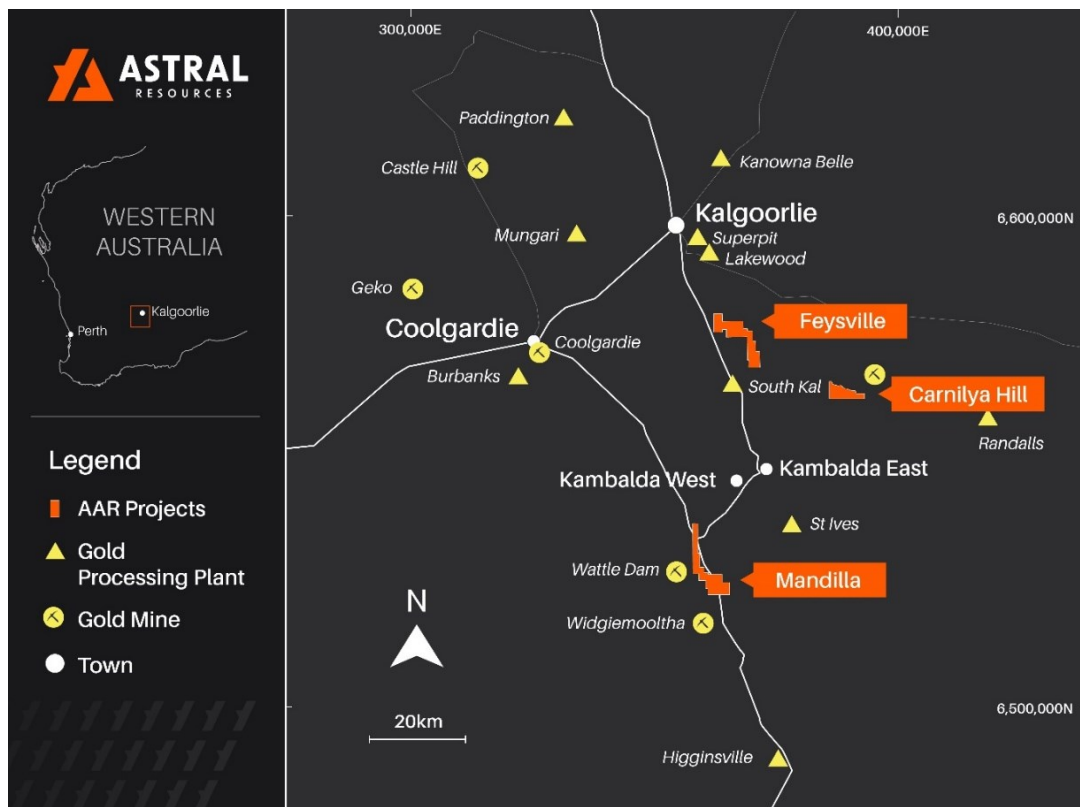 ASTRAL
RESOURCES
WESTERN
AUSTRALIA
Kalgoorlie
Perth
Legend
AAR Projects
Gold
Processing Plant
Gold Mine
Town
300,000E
400,000E
Paddington
Castle Hill
Kanowna Belle
Kalgoorlie
6,600,000N
Mungari
Superpit
Lakewood
Geko
Feysville
Coolgardie
Coolgardie
Burbanks
South Kal
Carnilya Hill
Randalls
Kambalda East
Kambalda West
St Ives
Wattle Dam
Mandilla
N
Widgiemooltha
6,500,000N
20km
Higginsville